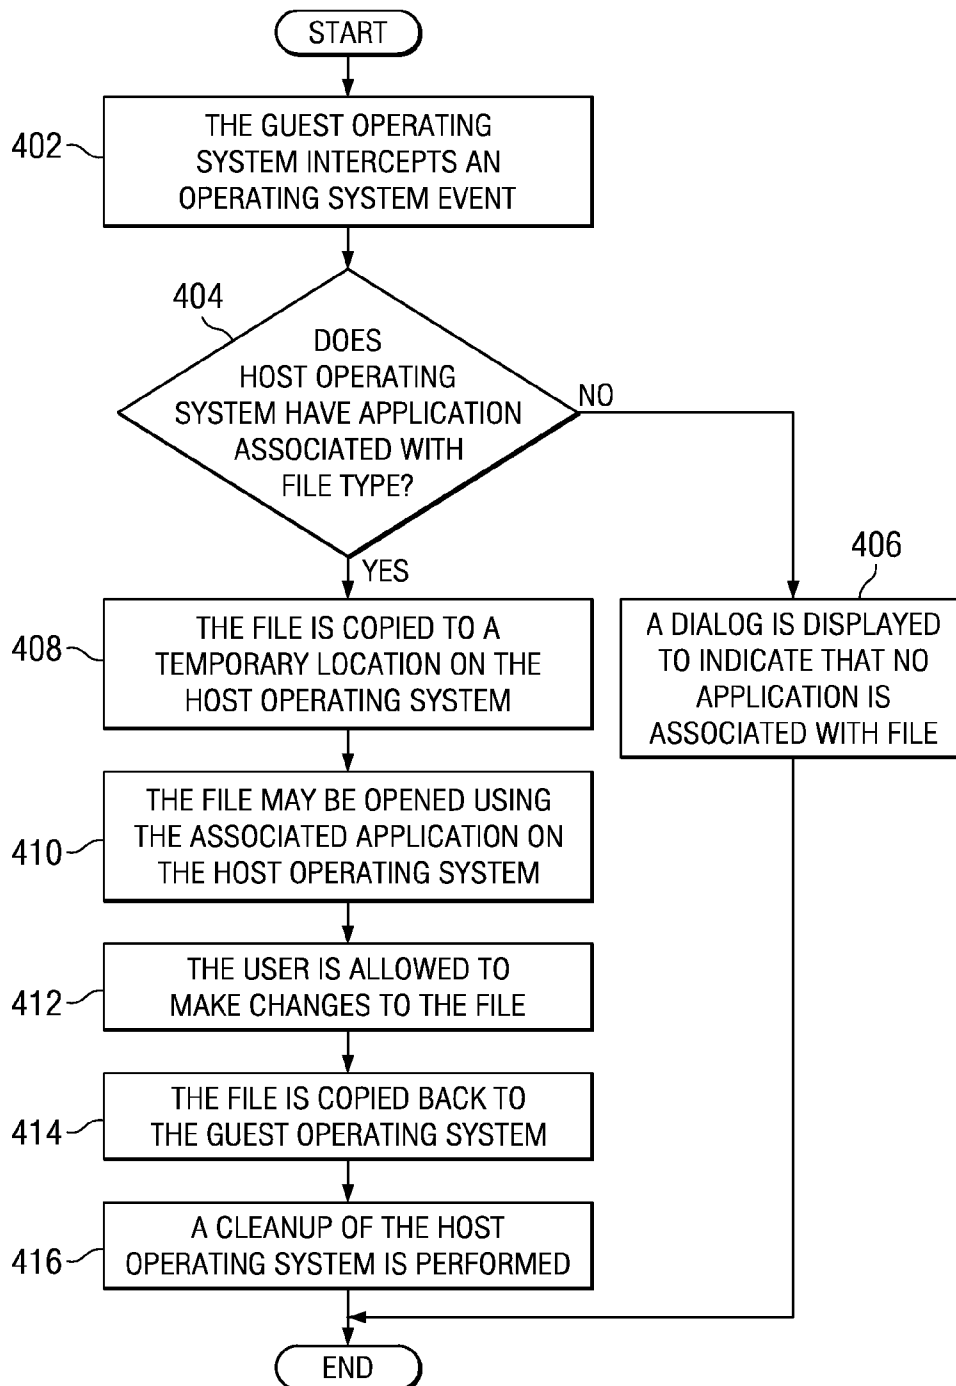 START
402
THE GUEST OPERATING
SYSTEM INTERCEPTS AN
OPERATING SYSTEM EVENT
404
DOES
HOST OPERATING
SYSTEM HAVE APPLICATION
ASSOCIATED WITH
FILE TYPE?
NO
YES
406
A DIALOG IS DISPLAYED
TO INDICATE THAT NO
APPLICATION IS
ASSOCIATED WITH FILE
408
THE FILE IS COPIED TO A
TEMPORARY LOCATION ON THE
HOST OPERATING SYSTEM
410
THE FILE MAY BE OPENED USING
THE ASSOCIATED APPLICATION ON
THE HOST OPERATING SYSTEM
412
THE USER IS ALLOWED TO
MAKE CHANGES TO THE FILE
414
THE FILE IS COPIED BACK TO
THE GUEST OPERATING SYSTEM
416
A CLEANUP OF THE HOST
OPERATING SYSTEM IS PERFORMED
END